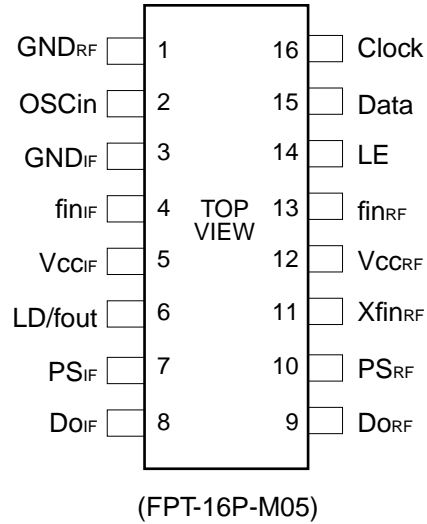 GNDRF 1 16 Clock
OSCin 2 15 Data
GNDIF 3 14 LE
finIF 4 TOP 13 finRF
VIEW
VccIF 5 12 VccRF
LD/fout 6 11 XfinRF
PSIF 7 10 PSRF
DoIF 8 9 DoRF
(FPT-16P-M05)